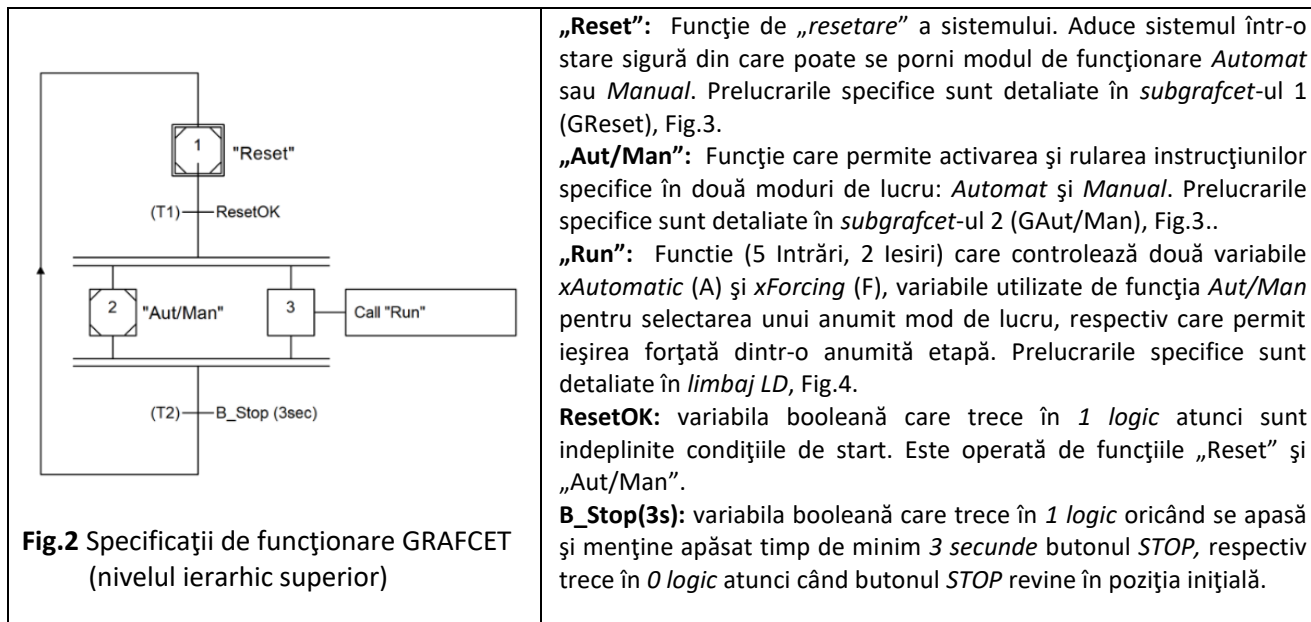 1
"Reset"
(T1) ResetOK
2
"Aut/Man"
3
Call "Run"
(T2) B_Stop (3sec)
Fig.2 Specificaţii de funcţionare GRAFCET
(nivelul ierarhic superior)
„Reset”: Funcţie de „resetare” a sistemului. Aduce sistemul într-o
stare sigură din care poate se porni modul de funcţionare Automat
sau Manual. Prelucrarile specifice sunt detaliate în subgrafcet-ul 1
(GReset), Fig.3.
„Aut/Man”: Funcţie care permite activarea şi rularea instrucţiunilor
specifice în două moduri de lucru: Automat şi Manual. Prelucrarile
specifice sunt detaliate în subgrafcet-ul 2 (GAut/Man), Fig.3..
„Run”: Functie (5 Intrări, 2 Iesiri) care controlează două variabile
xAutomatic (A) şi xForcing (F), variabile utilizate de funcţia Aut/Man
pentru selectarea unui anumit mod de lucru, respectiv care permit
ieşirea forţată dintr-o anumită etapă. Prelucrarile specifice sunt
detaliate în limbaj LD, Fig.4.
ResetOK: variabila booleană care trece în 1 logic atunci sunt
indeplinite condiţiile de start. Este operată de funcţiile „Reset” şi
„Aut/Man”.
B_Stop(3s): variabila booleană care trece în 1 logic oricând se apasă
şi menţine apăsat timp de minim 3 secunde butonul STOP, respectiv
trece în 0 logic atunci când butonul STOP revine în poziţia iniţială.